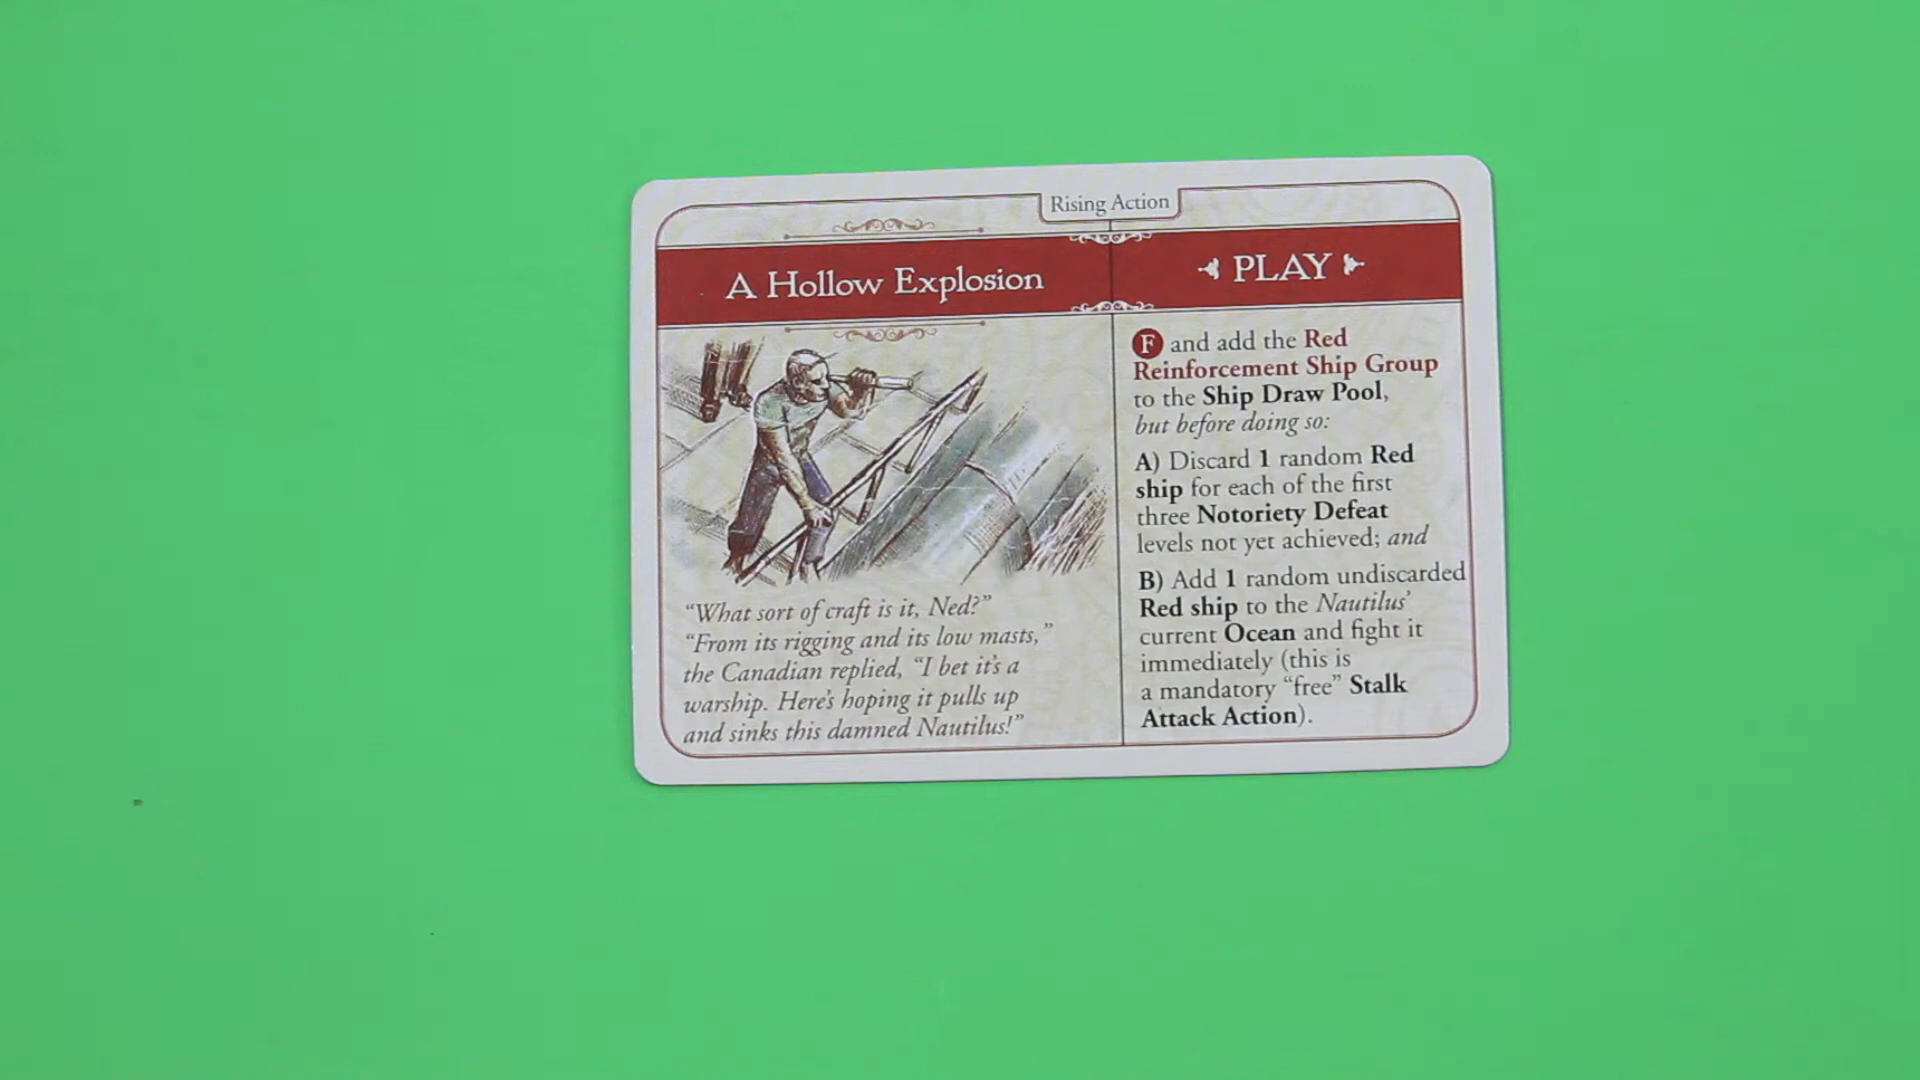 Rising Action
A Hollow Explosion
PLAY
"What sort of craft is it, Ned?"
"From its rigging and its low masts,"
the Canadian replied, "I bet it's a
warship. Here's hoping it pulls up
and sinks this damned Nautilus!"
F and add the Red
Reinforcement Ship Group
to the Ship Draw Pool,
but before doing so:
A) Discard 1 random Red
ship for each of the first
three Notoriety Defeat
levels not yet achieved; and
B) Add 1 random undiscarded
Red ship to the Nautilus'
current Ocean and fight it
immediately (this is
a mandatory "free" Stalk
Attack Action).